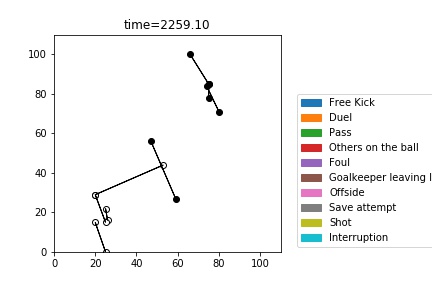 time=2259.10
100
80
60
40
20
0
0 20 40 60 80 100
Free Kick
Duel
Pass
Others on the ball
Foul
Goalkeeper leaving l
Offside
Save attempt
Shot
Interruption